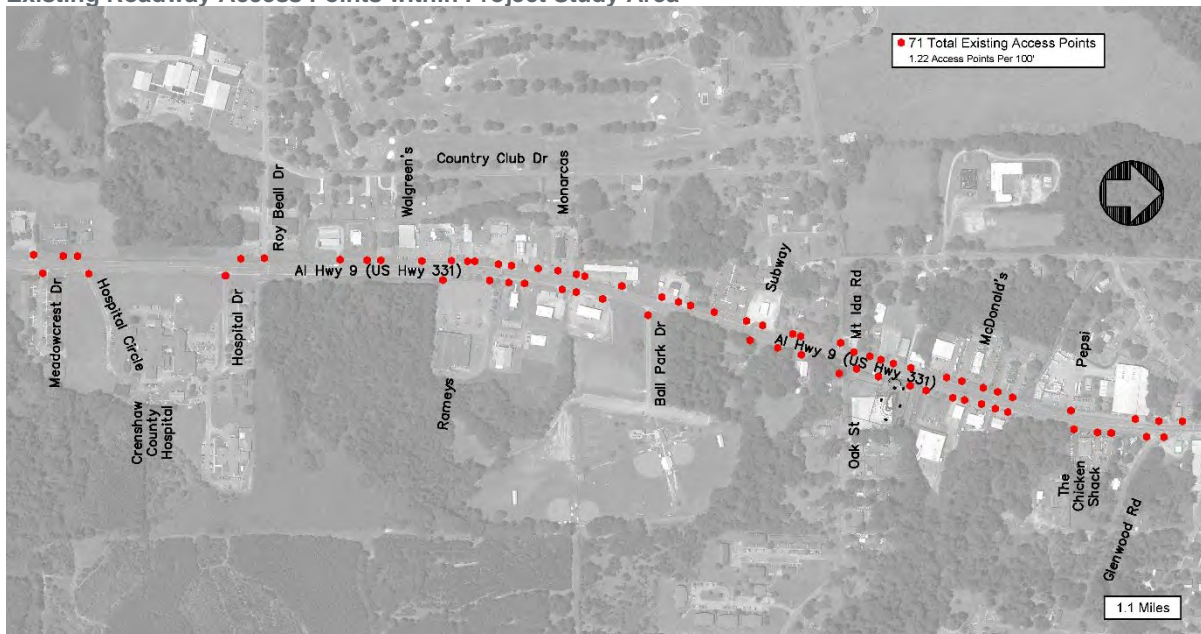 Existing Roadway Access Points within Project Study Area
71 Total Existing Access Points
1.22 Access Points Per 100'
Country Club Dr
Walgreen's
Monarcas
Roy Beall Dr
Al Hwy 9 (US Hwy 331)
Meadowcrest Dr
Hospital Circle
Hospital Dr
Crenshaw
County
Hospital
Rameys
Ball Park Dr
Subway
Mt Ida Rd
Al Hwy 9 (US Hwy 331)
McDonald's
Pepsi
Oak St
The
Chicken
Shack
Glenwood Rd
1.1 Miles